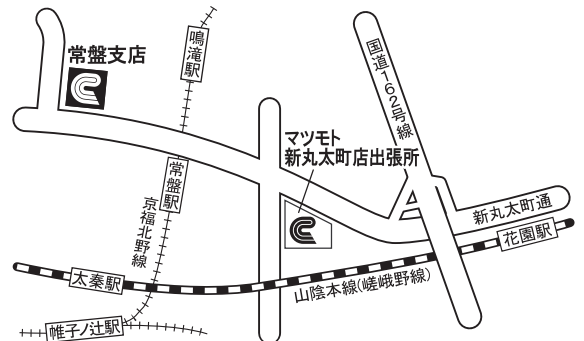 鳴滝駅
常盤支店
国道162号線
マツモト
新丸太町店出張所
常盤駅
京福北野線
新丸太町通
花園駅
太秦駅
山陰本線(嵯峨野線)
帷子ノ辻駅